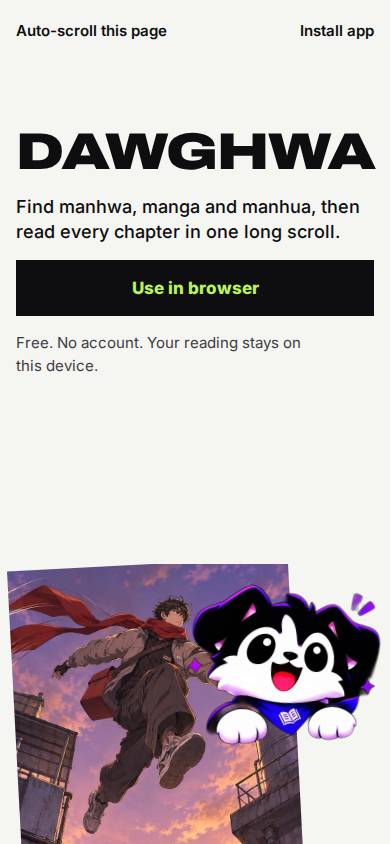 Auto-scroll this page
Install app
DAWGHWA
Find manhwa, manga and manhua, then
read every chapter in one long scroll.
Use in browser
Free. No account. Your reading stays on
this device.